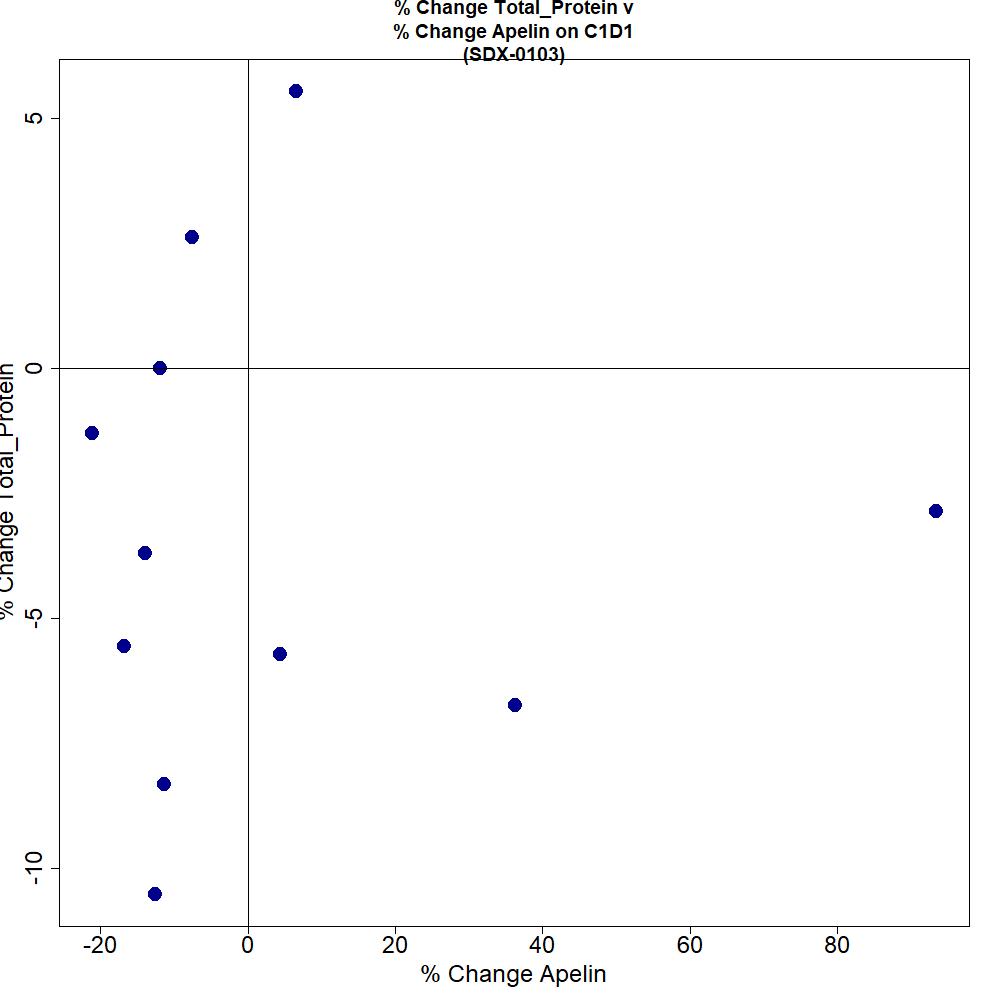 % Change Total_Protein v
% Change Apelin on C1D1
(SDX-0103)
5
0
-5
-10
% Change Total_Protein
-20
0
20
40
60
80
% Change Apelin